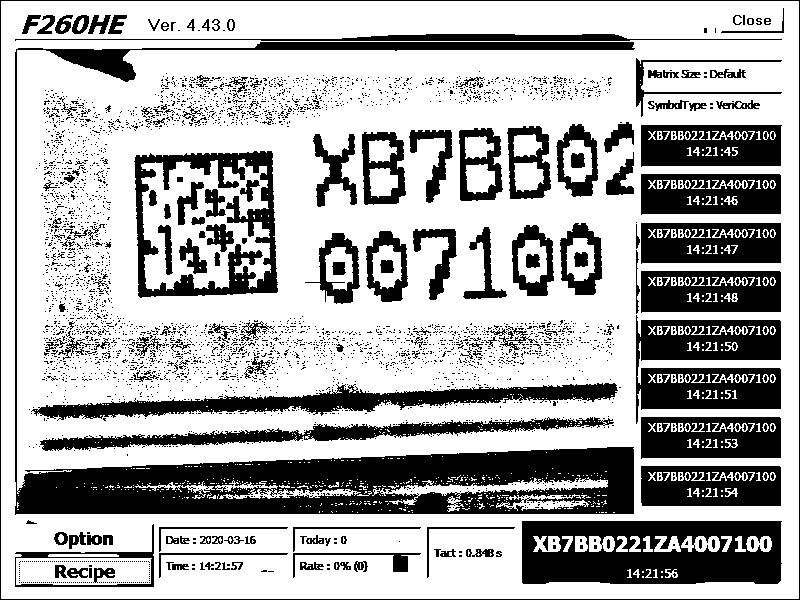 F260HE Ver. 4.43.0 Close
Matrix Size : Default
SymbolType : VeriCode
XB7BB02
007100
XB7BB0221ZA4007100
14:21:45
XB7BB0221ZA4007100
14:21:46
XB7BB0221ZA4007100
14:21:47
XB7BB0221ZA4007100
14:21:48
XB7BB0221ZA4007100
14:21:50
XB7BB0221ZA4007100
14:21:51
XB7BB0221ZA4007100
14:21:53
XB7BB0221ZA4007100
14:21:54
Option
Recipe
Date : 2020-03-16
Time : 14:21:57
Today : 0
Rate : 0% (0)
Tact : 0.848 s
XB7BB0221ZA4007100
14:21:56